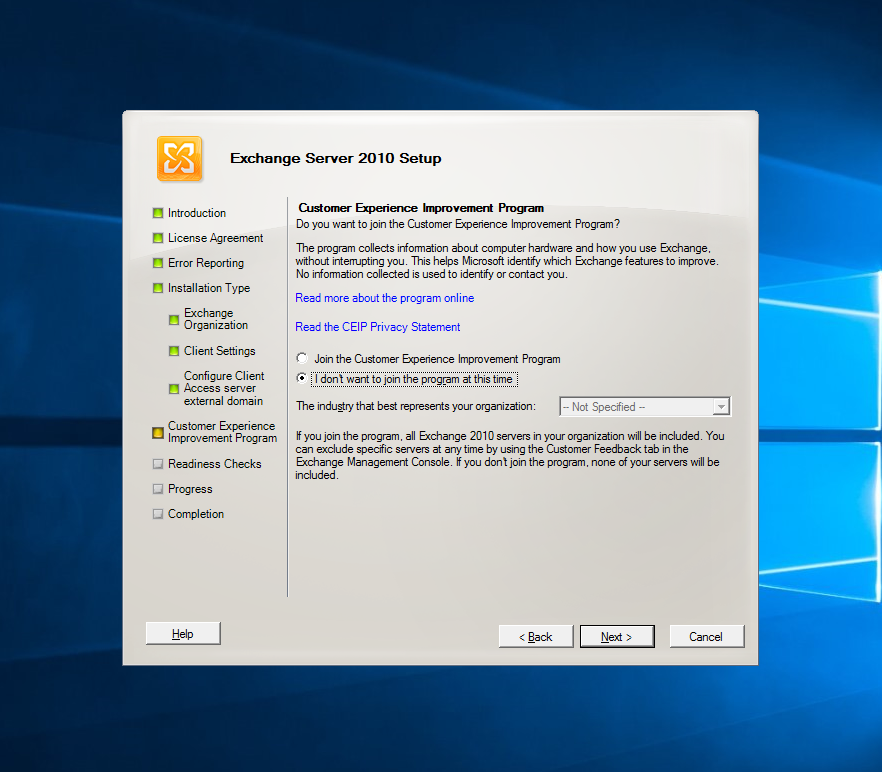 Exchange Server 2010 Setup
Introduction
License Agreement
Error Reporting
Installation Type
Exchange
Organization
Client Settings
Configure Client
Access server
external domain
Customer Experience
Improvement Program
Readiness Checks
Progress
Completion
Customer Experience Improvement Program
Do you want to join the Customer Experience Improvement Program?
The program collects information about computer hardware and how you use Exchange,
without interrupting you. This helps Microsoft identify which Exchange features to improve.
No information collected is used to identify or contact you.
Read more about the program online
Read the CEIP Privacy Statement
Join the Customer Experience Improvement Program
I don't want to join the program at this time
The industry that best represents your organization:
-- Not Specified --
If you join the program, all Exchange 2010 servers in your organization will be included. You
can exclude specific servers at any time by using the Customer Feedback tab in the
Exchange Management Console. If you don't join the program, none of your servers will be
included.
Help
< Back
Next >
Cancel